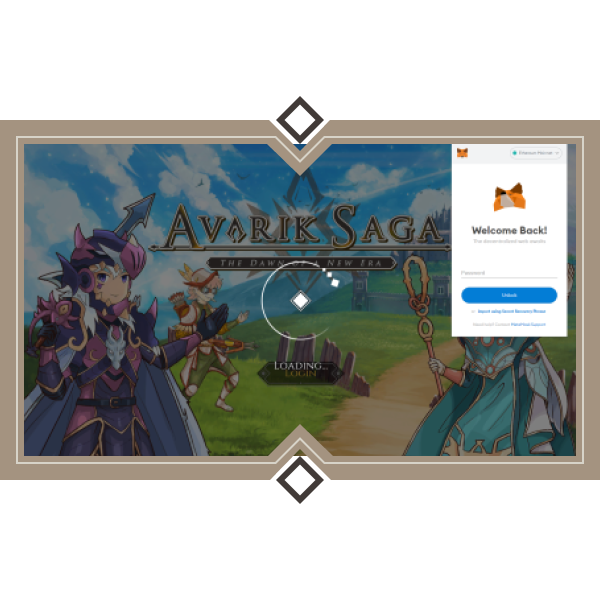 AVARIK SAGA
THE DAWN OF A NEW ERA
LOADING...
LOGIN
Ethereum Mainnet
Welcome Back!
The decentralized web awaits
Password
Unlock
or import using Secret Recovery Phrase
Need help? Contact MetaMask Support